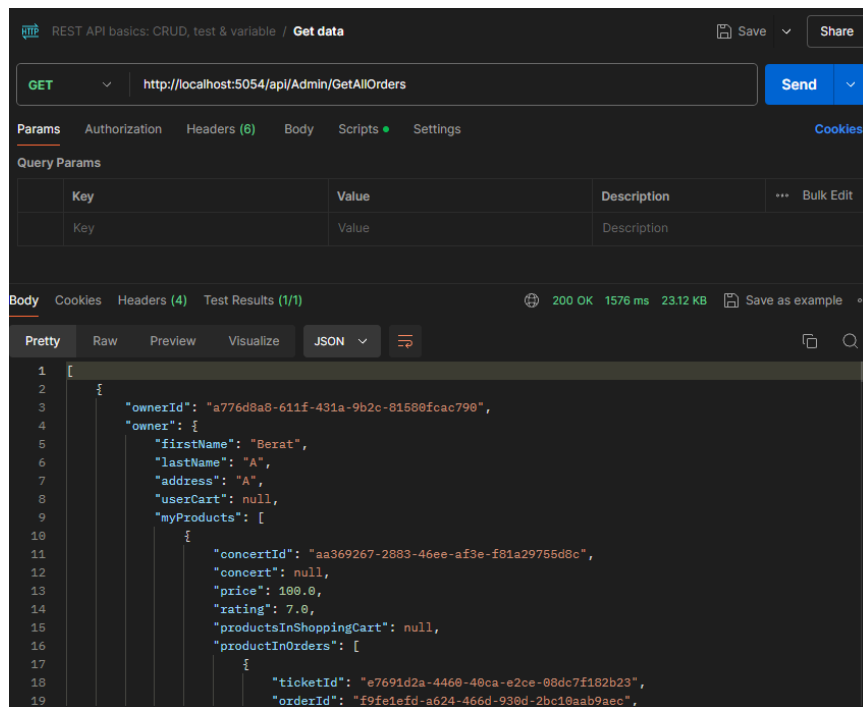 HTTP REST API basics: CRUD, test & variable / Get data Save Share
GET http://localhost:5054/api/Admin/GetAllOrders Send
Params Authorization Headers (6) Body Scripts Settings Cookies
Query Params
Key Value Description ••• Bulk Edit
Key Value Description
Body Cookies Headers (4) Test Results (1/1) 200 OK 1576 ms 23.12 KB Save as example
Pretty Raw Preview Visualize JSON
1 [
2 {
3 "ownerId": "a776d8a8-611f-431a-9b2c-81580fcac790",
4 "owner": {
5 "firstName": "Berat",
6 "lastName": "A",
7 "address": "A",
8 "userCart": null,
9 "myProducts": [
10 {
11 "concertId": "aa369267-2883-46ee-af3e-f81a29755d8c",
12 "concert": null,
13 "price": 100.0,
14 "rating": 7.0,
15 "productsInShoppingCart": null,
16 "productInOrders": [
17 {
18 "ticketId": "e7691d2a-4460-40ca-e2ce-08dc7f182b23",
19 "orderId": "f9fe1efd-a624-466d-930d-2bc10aab9aec",